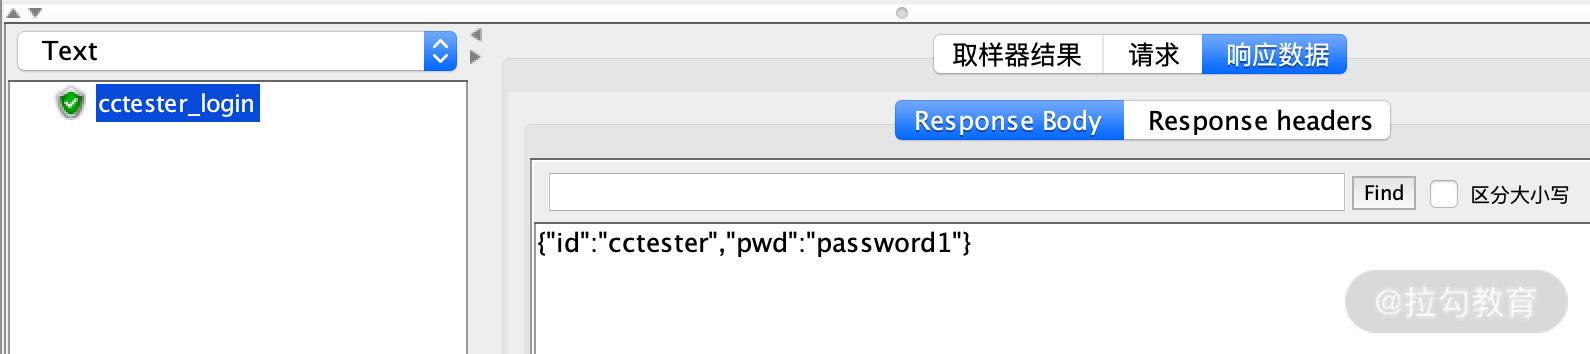 Text
cctester_login
取样器结果 请求 响应数据
Response Body Response headers
Find 区分大小写
{"id":"cctester","pwd":"password1"}
@拉勾教育